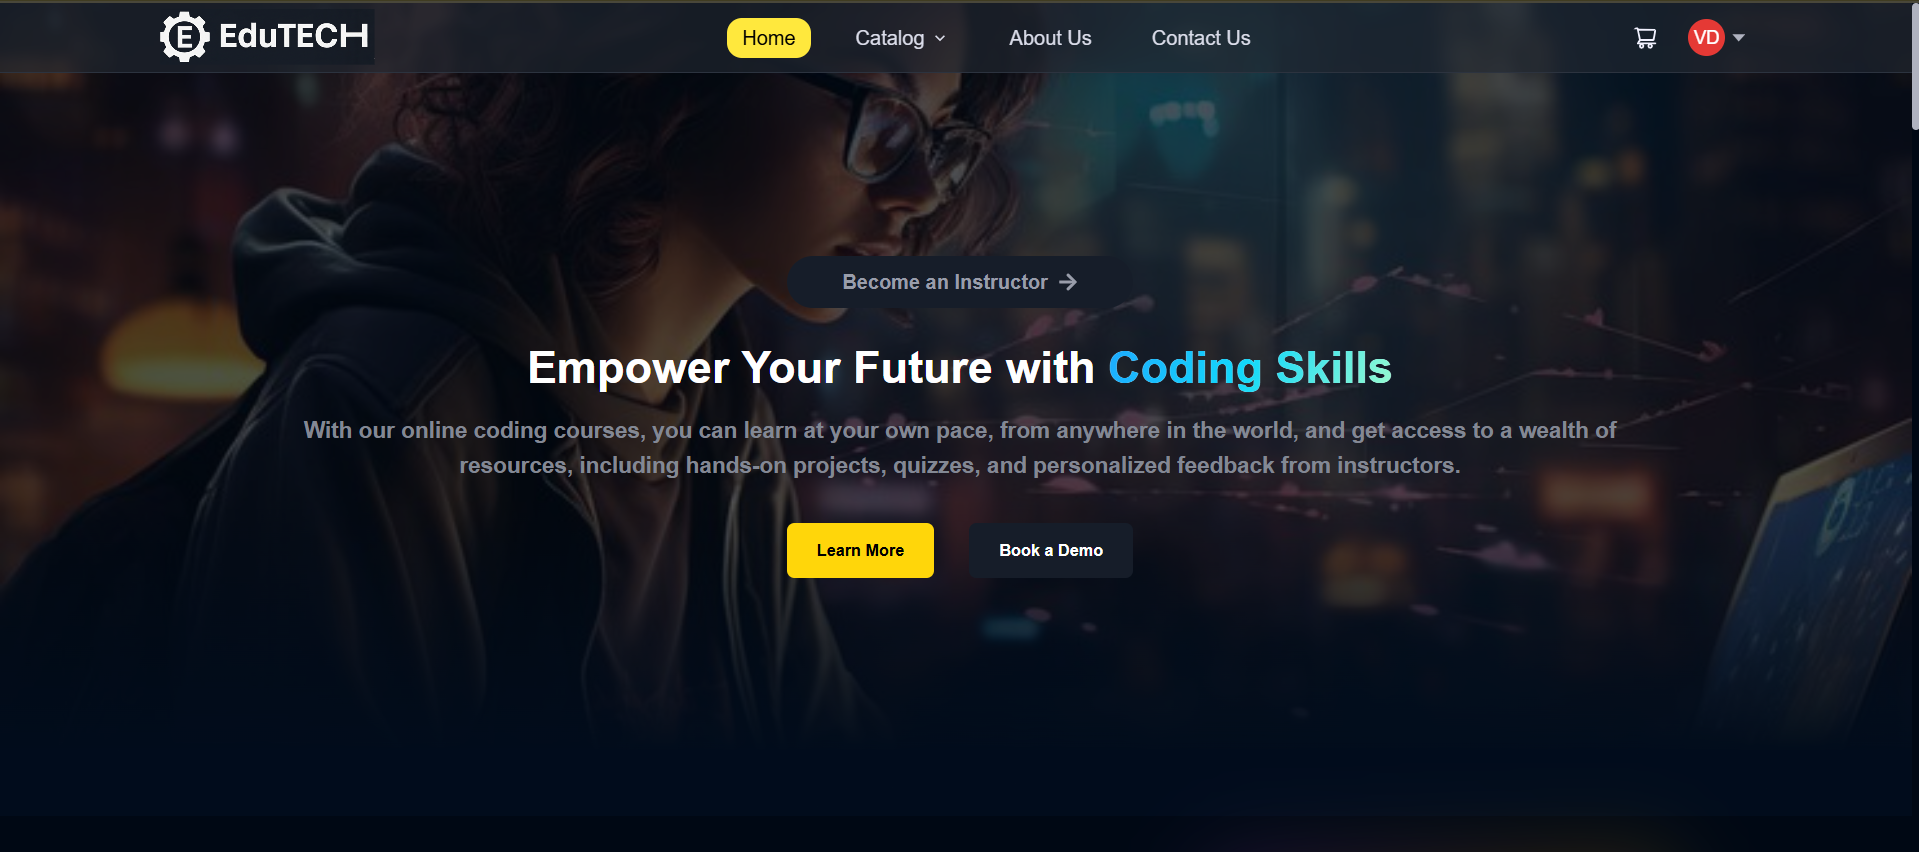 E EduTECH
Home
Catalog
About Us
Contact Us
VD
Become an Instructor
Empower Your Future with Coding Skills
With our online coding courses, you can learn at your own pace, from anywhere in the world, and get access to a wealth of
resources, including hands-on projects, quizzes, and personalized feedback from instructors.
Learn More
Book a Demo